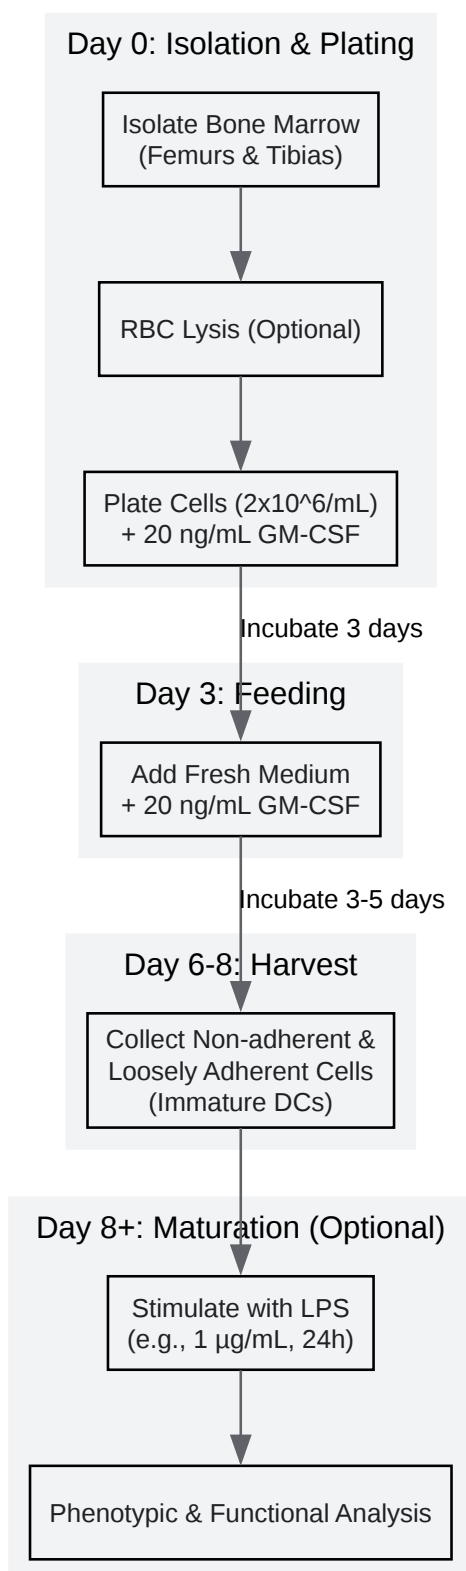 Day 0: Isolation & Plating
Isolate Bone Marrow
(Femurs & Tibias)
RBC Lysis (Optional)
Plate Cells (2x10^6/mL)
+ 20 ng/mL GM-CSF
Incubate 3 days
Day 3: Feeding
Add Fresh Medium
+ 20 ng/mL GM-CSF
Incubate 3-5 days
Day 6-8: Harvest
Collect Non-adherent &
Loosely Adherent Cells
(Immature DCs)
Day 8+: Maturation (Optional)
Stimulate with LPS
(e.g., 1 µg/mL, 24h)
Phenotypic & Functional Analysis